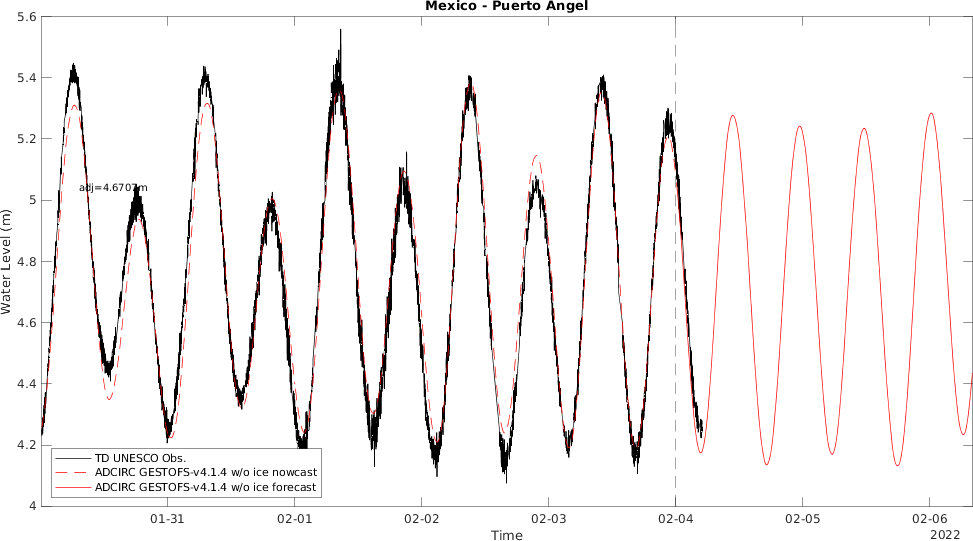 Mexico - Puerto Angel
5.6
5.4
5.2
5
4.8
4.6
4.4
4.2
4
Water Level (m)
adj=4.6707m
TD UNESCO Obs.
ADCIRC GESTOFS-v4.1.4 w/o ice nowcast
ADCIRC GESTOFS-v4.1.4 w/o ice forecast
01-31 02-01 02-02 02-03 02-04 02-05 02-06
Time
2022